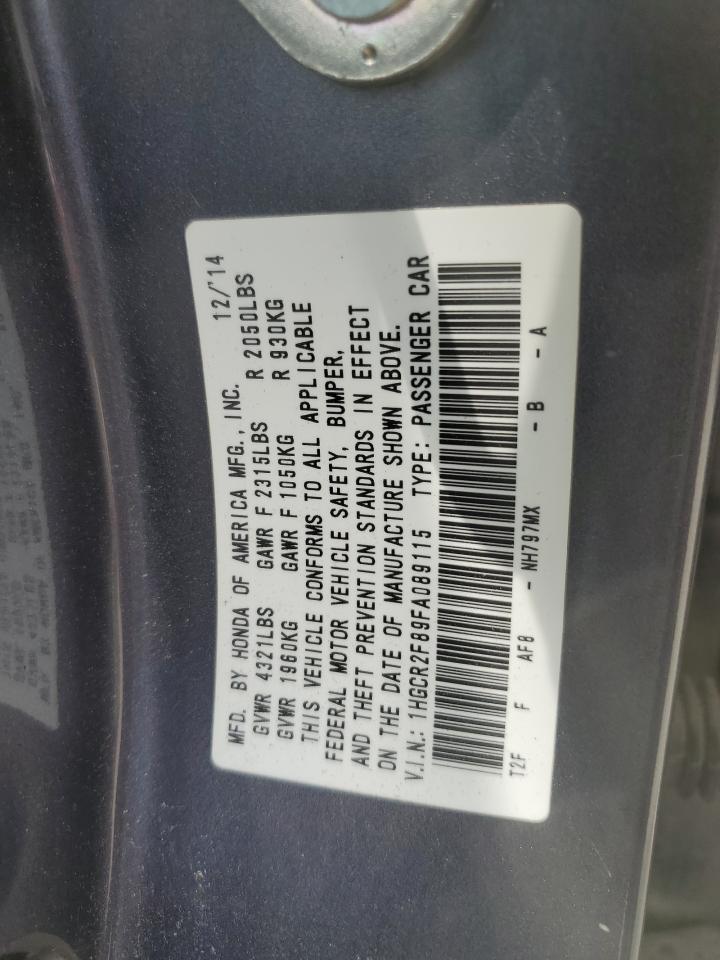 MFD. BY HONDA OF AMERICA MFG., INC. 12/'14
GVWR 4321LBS GAWR F 2315LBS R 2050LBS
GVWR 1960KG GAWR F 1050KG R 930KG
THIS VEHICLE CONFORMS TO ALL APPLICABLE
FEDERAL MOTOR VEHICLE SAFETY, BUMPER,
AND THEFT PREVENTION STANDARDS IN EFFECT
ON THE DATE OF MANUFACTURE SHOWN ABOVE.
V.I.N.: 1HGCR2F89FA089115 TYPE: PASSENGER CAR
T2F F AF8 - NH797MX - B - A